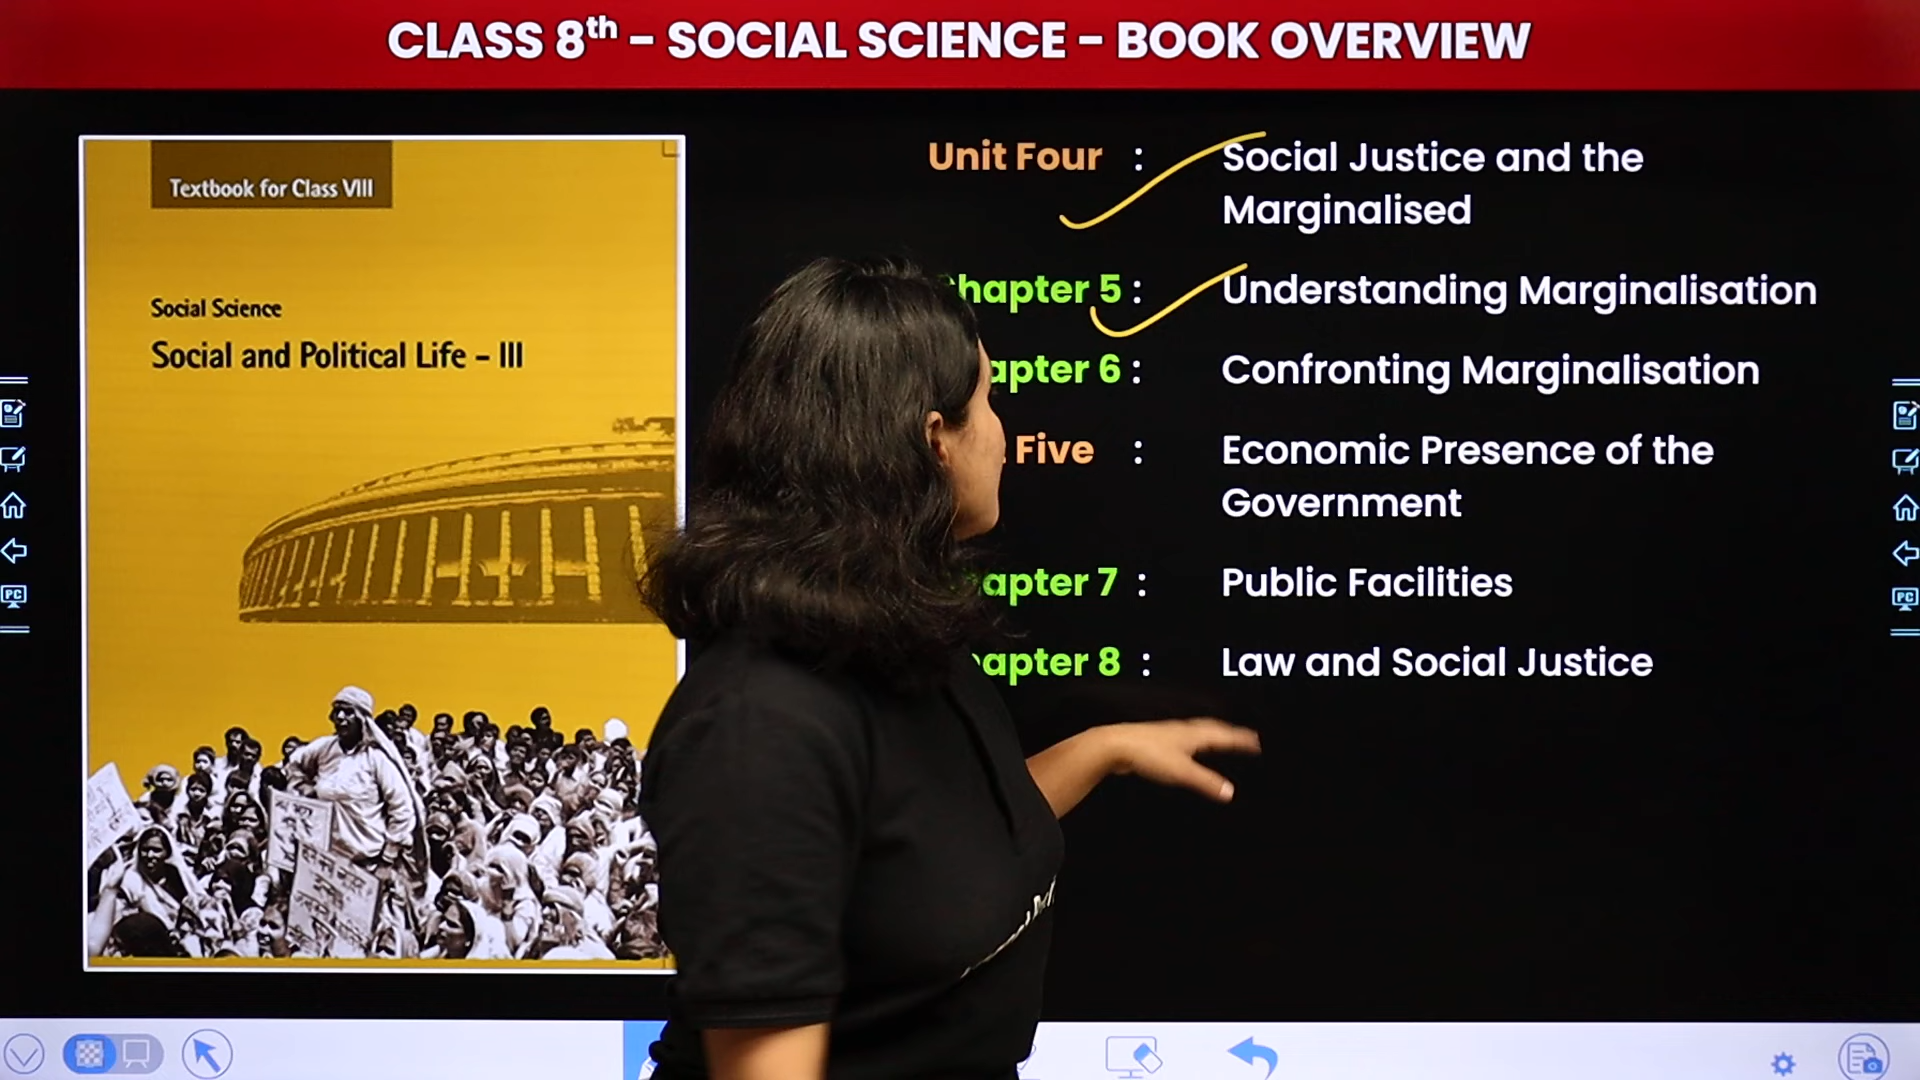 CLASS 8th - SOCIAL SCIENCE - BOOK OVERVIEW
Textbook for Class VIII
Social Science
Social and Political Life - III
Unit Four : Social Justice and the
Marginalised
hapter 5 : Understanding Marginalisation
apter 6 : Confronting Marginalisation
Five : Economic Presence of the
Government
apter 7 : Public Facilities
apter 8 : Law and Social Justice
PC
PC